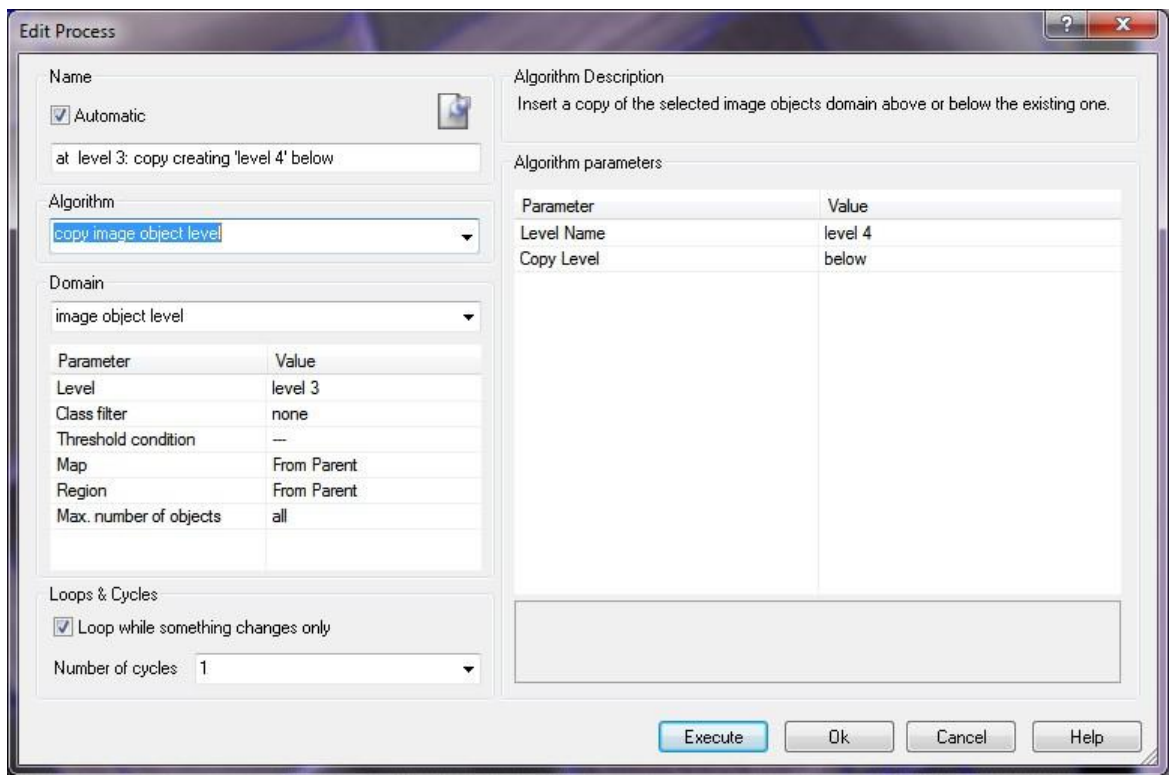 Edit Process
Name
Automatic
at level 3: copy creating 'level 4' below
Algorithm
copy image object level
Domain
image object level
Parameter Value
Level level 3
Class filter none
Threshold condition ---
Map From Parent
Region From Parent
Max. number of objects all
Loops & Cycles
Loop while something changes only
Number of cycles 1
Algorithm Description
Insert a copy of the selected image objects domain above or below the existing one.
Algorithm parameters
Parameter Value
Level Name level 4
Copy Level below
Execute Ok Cancel Help